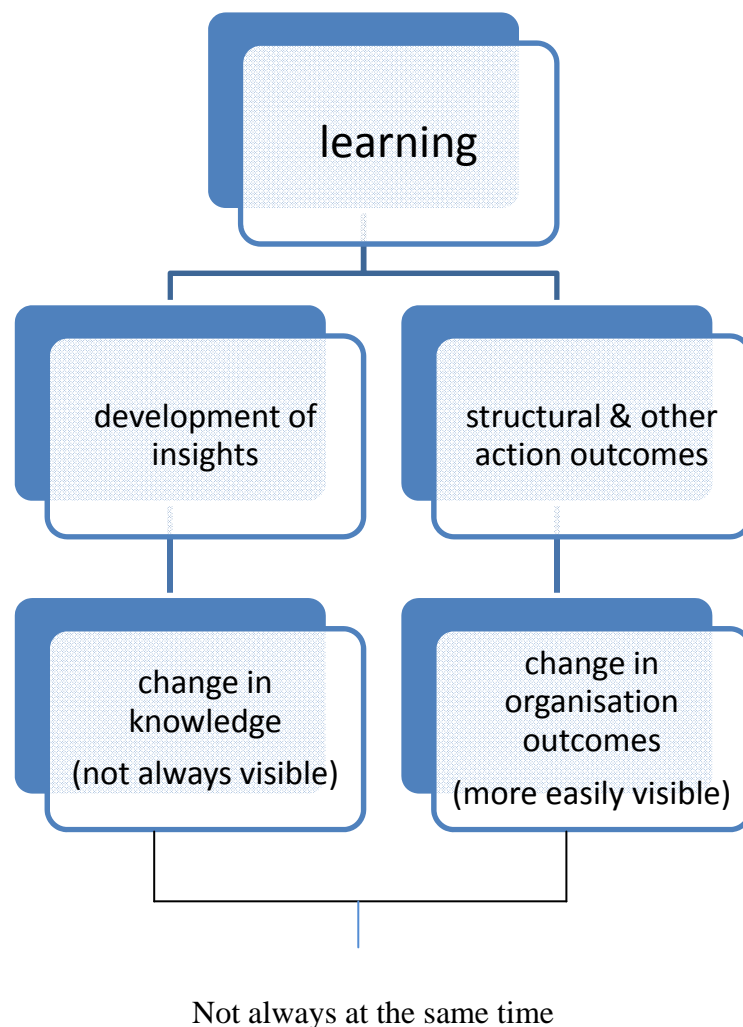 learning
development of
insights
structural & other
action outcomes
change in
knowledge
(not always visible)
change in
organisation
outcomes
(more easily visible)
Not always at the same time